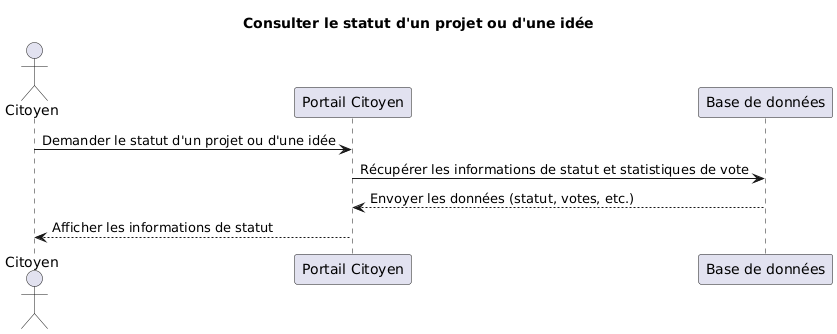 Consulter le statut d'un projet ou d'une idée
Citoyen
Portail Citoyen
Base de données
Demander le statut d'un projet ou d'une idée
Récupérer les informations de statut et statistiques de vote
Envoyer les données (statut, votes, etc.)
Afficher les informations de statut
Citoyen
Portail Citoyen
Base de données